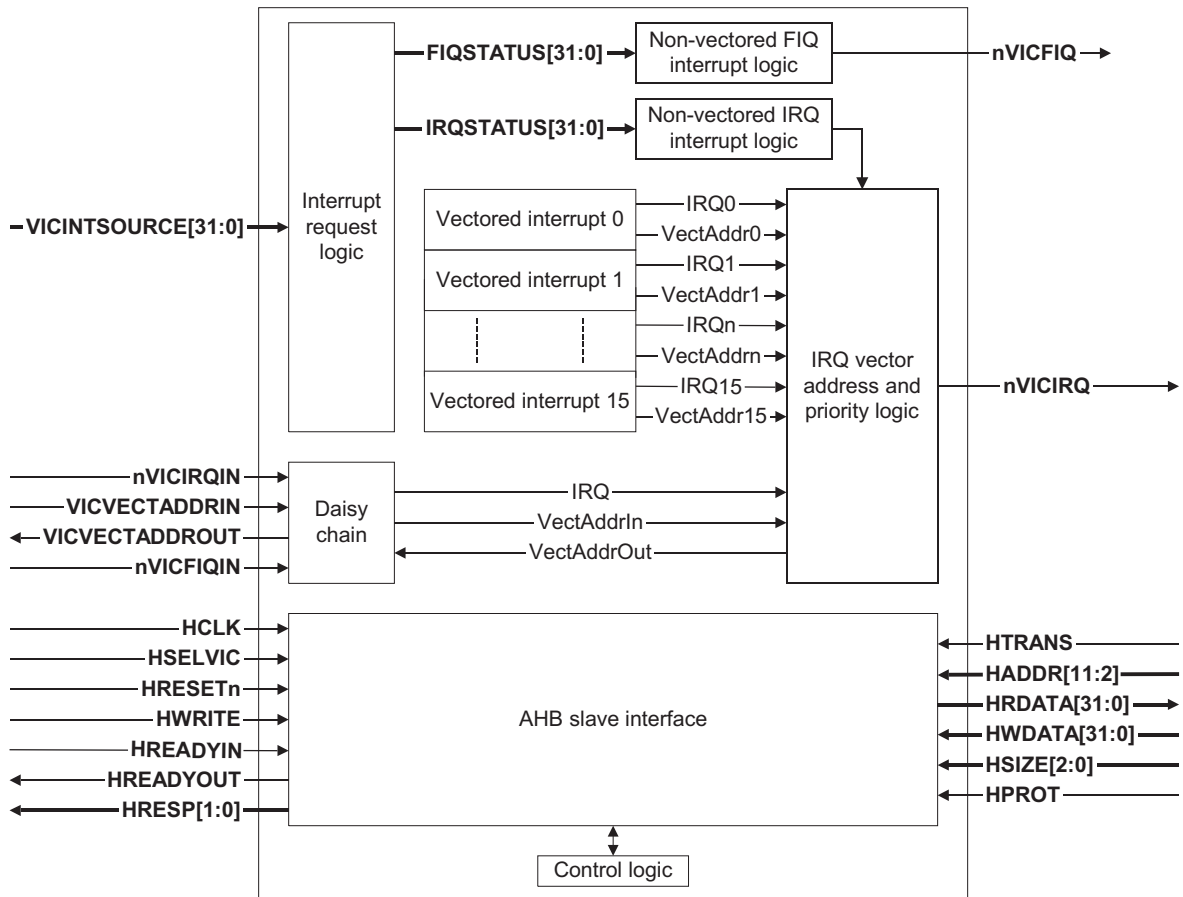 FIQSTATUS[31:0]
Non-vectored FIQ
interrupt logic
nVICFIQ
IRQSTATUS[31:0]
Non-vectored IRQ
interrupt logic
VICINTSOURCE[31:0]
Interrupt
request
logic
Vectored interrupt 0
IRQ0
VectAddr0
Vectored interrupt 1
IRQ1
VectAddr1
IRQn
VectAddrn
Vectored interrupt 15
IRQ15
VectAddr15
IRQ vector
address and
priority logic
nVICIRQ
nVICIRQIN
VICVECTADDRIN
VICVECTADDROUT
nVICFIQIN
Daisy
chain
IRQ
VectAddrIn
VectAddrOut
HCLK
HSELVIC
HRESETn
HWRITE
HREADYIN
HREADYOUT
HRESP[1:0]
AHB slave interface
HTRANS
HADDR[11:2]
HRDATA[31:0]
HWDATA[31:0]
HSIZE[2:0]
HPROT
Control logic